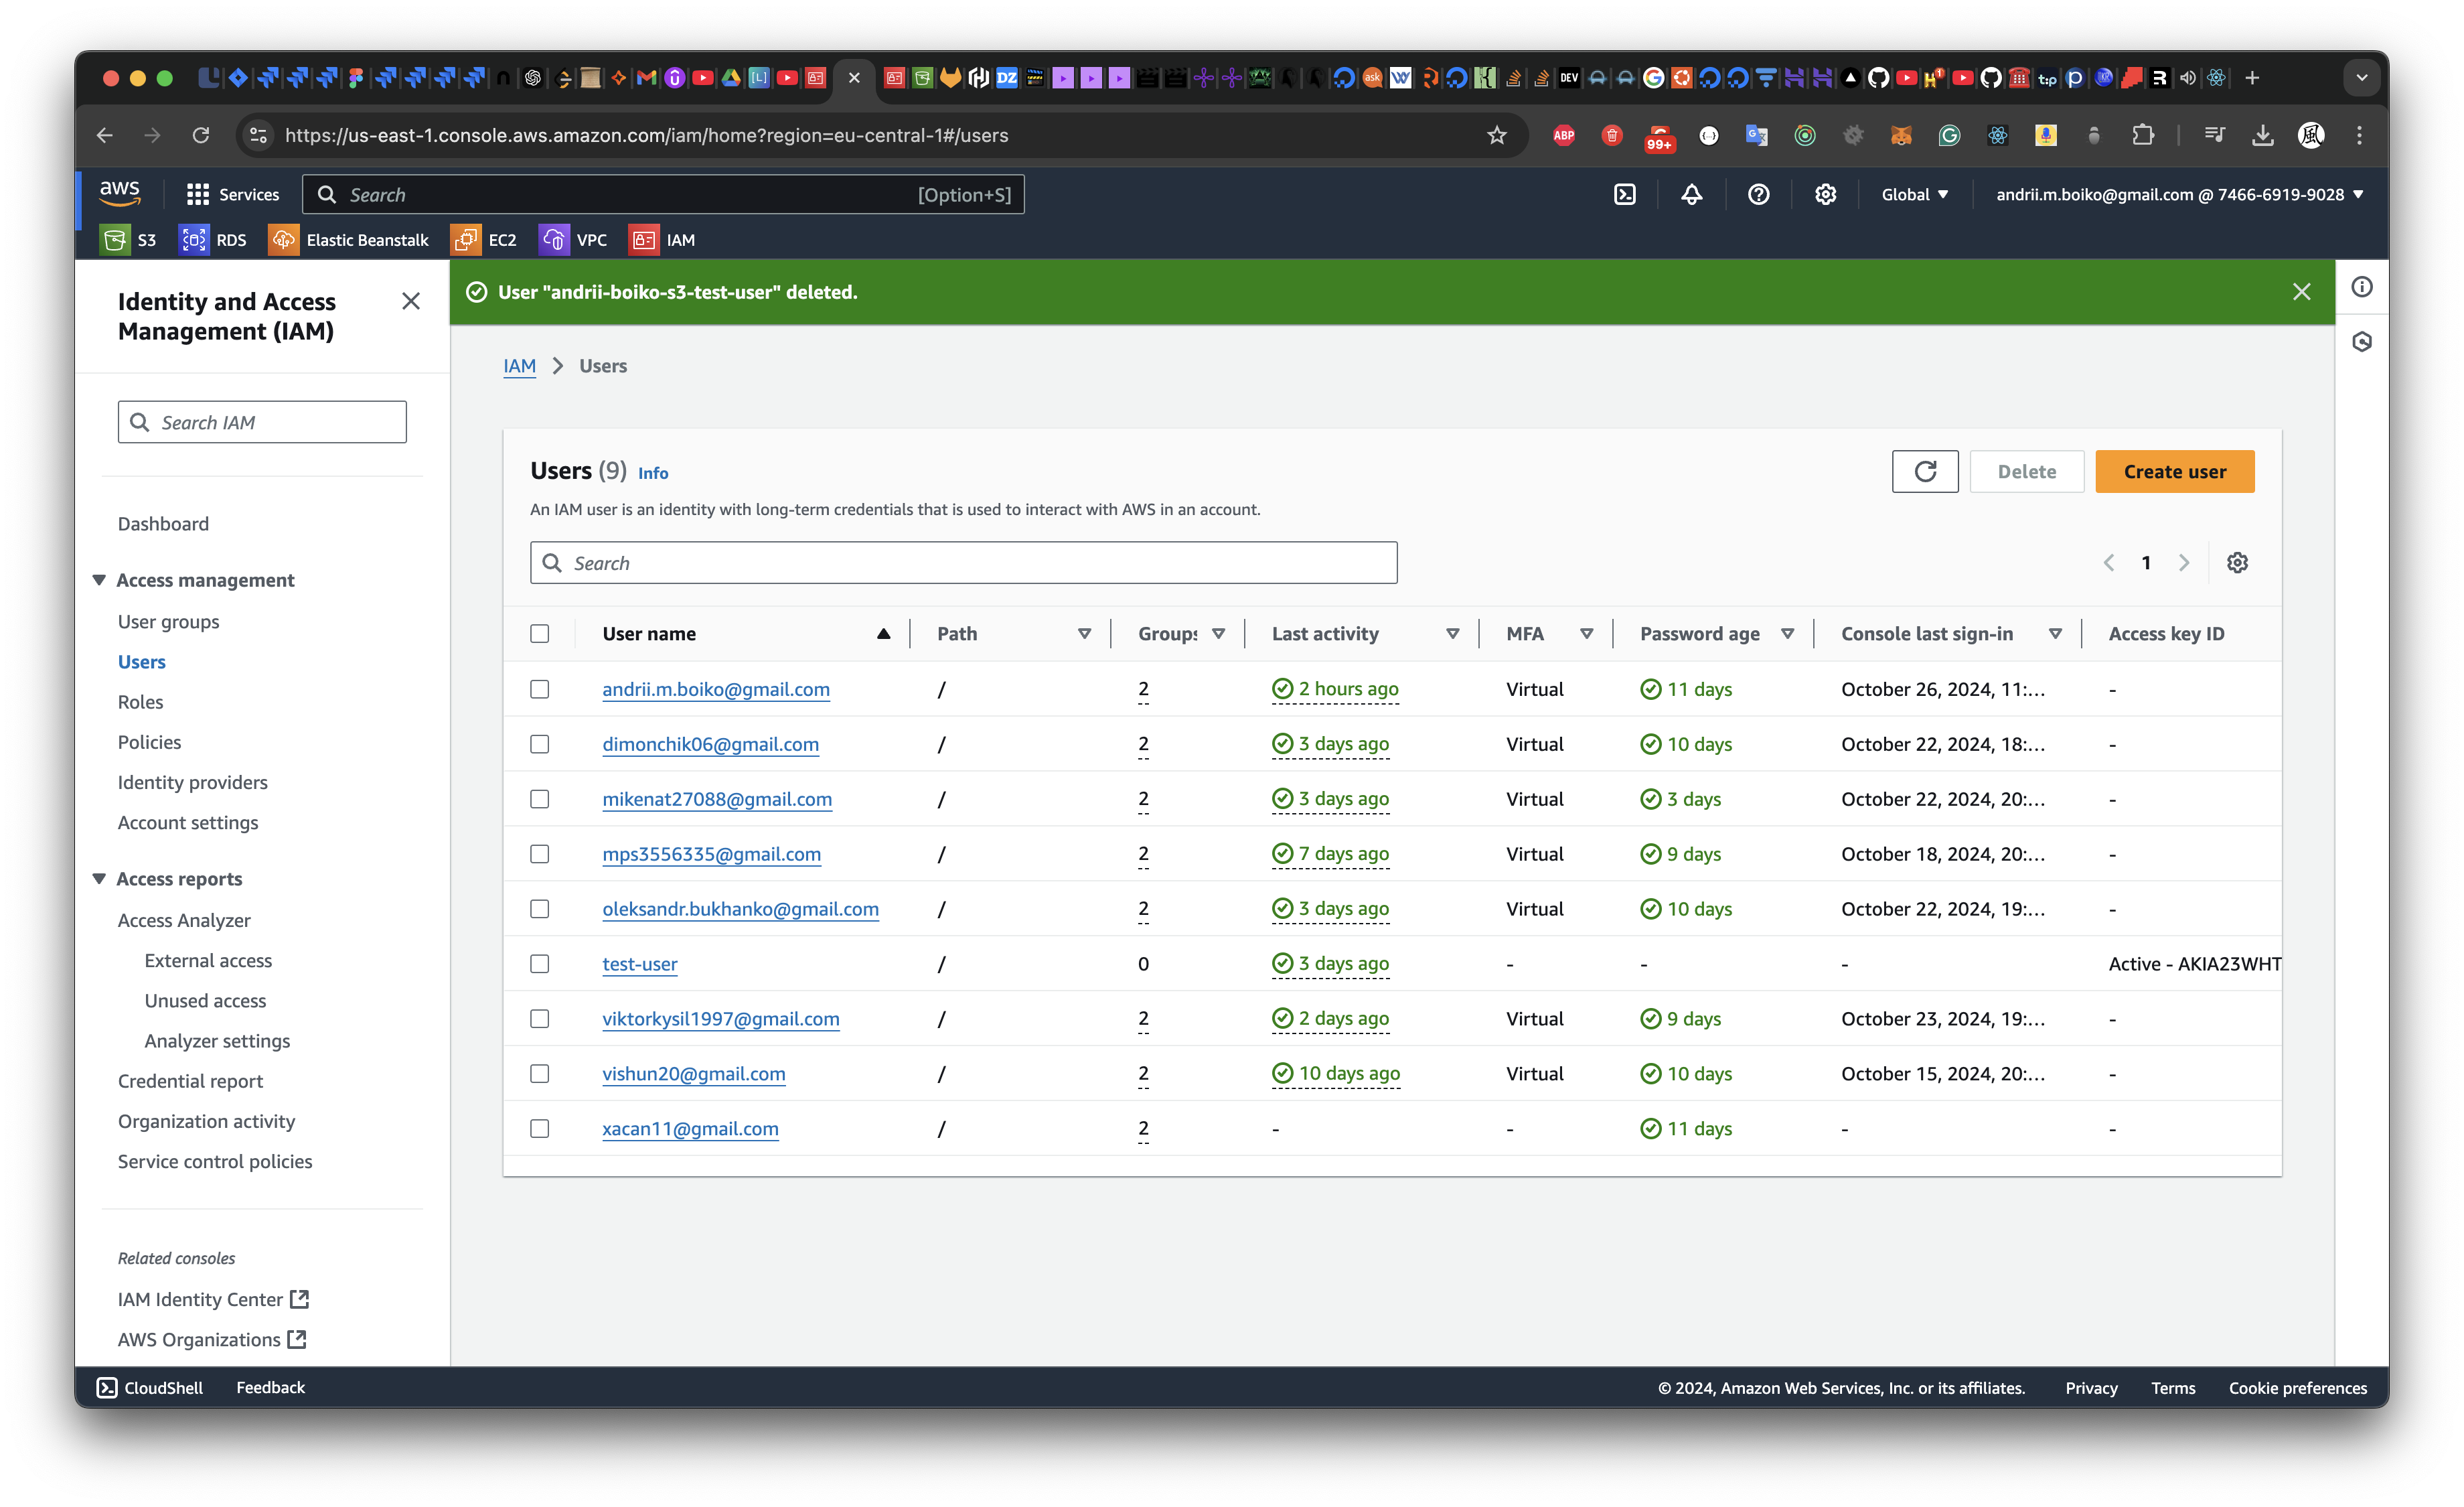 https://us-east-1.console.aws.amazon.com/iam/home?region=eu-central-1#/users
ABP
99+
aws
Services
Search
[Option+S]
Global
andrii.m.boiko@gmail.com @ 7466-6919-9028
S3
RDS
Elastic Beanstalk
EC2
VPC
IAM
Identity and Access
Management (IAM)
Search IAM
Dashboard
Access management
User groups
Users
Roles
Policies
Identity providers
Account settings
Access reports
Access Analyzer
External access
Unused access
Analyzer settings
Credential report
Organization activity
Service control policies
Related consoles
IAM Identity Center
AWS Organizations
User "andrii-boiko-s3-test-user" deleted.
IAM > Users
Users (9) Info
Delete
Create user
An IAM user is an identity with long-term credentials that is used to interact with AWS in an account.
Search
1
User name Path Groups Last activity MFA Password age Console last sign-in Access key ID
andrii.m.boiko@gmail.com / 2 2 hours ago Virtual 11 days October 26, 2024, 11:... -
dimonchik06@gmail.com / 2 3 days ago Virtual 10 days October 22, 2024, 18:... -
mikenat27088@gmail.com / 2 3 days ago Virtual 3 days October 22, 2024, 20:... -
mps3556335@gmail.com / 2 7 days ago Virtual 9 days October 18, 2024, 20:... -
oleksandr.bukhanko@gmail.com / 2 3 days ago Virtual 10 days October 22, 2024, 19:... -
test-user / 0 3 days ago - - - Active - AKIA23WHT
viktorkysil1997@gmail.com / 2 2 days ago Virtual 9 days October 23, 2024, 19:... -
vishun20@gmail.com / 2 10 days ago Virtual 10 days October 15, 2024, 20:... -
xacan11@gmail.com / 2 - - 11 days - -
CloudShell
Feedback
© 2024, Amazon Web Services, Inc. or its affiliates.
Privacy
Terms
Cookie preferences